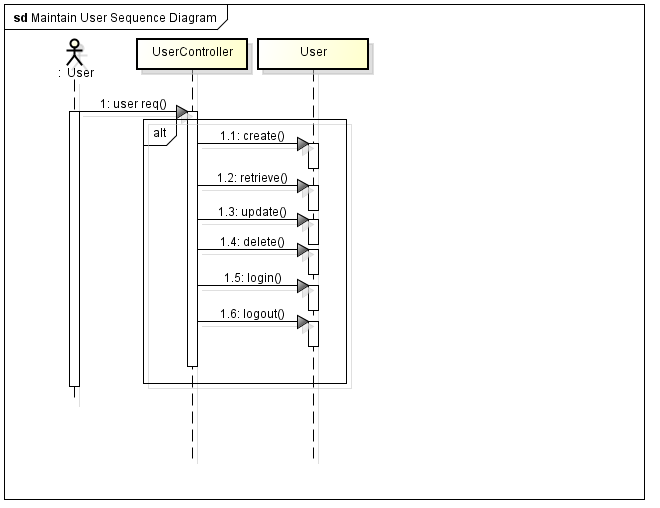 sd Maintain User Sequence Diagram
UserController
User
: User
1: user req()
alt
1.1: create()
1.2: retrieve()
1.3: update()
1.4: delete()
1.5: login()
1.6: logout()